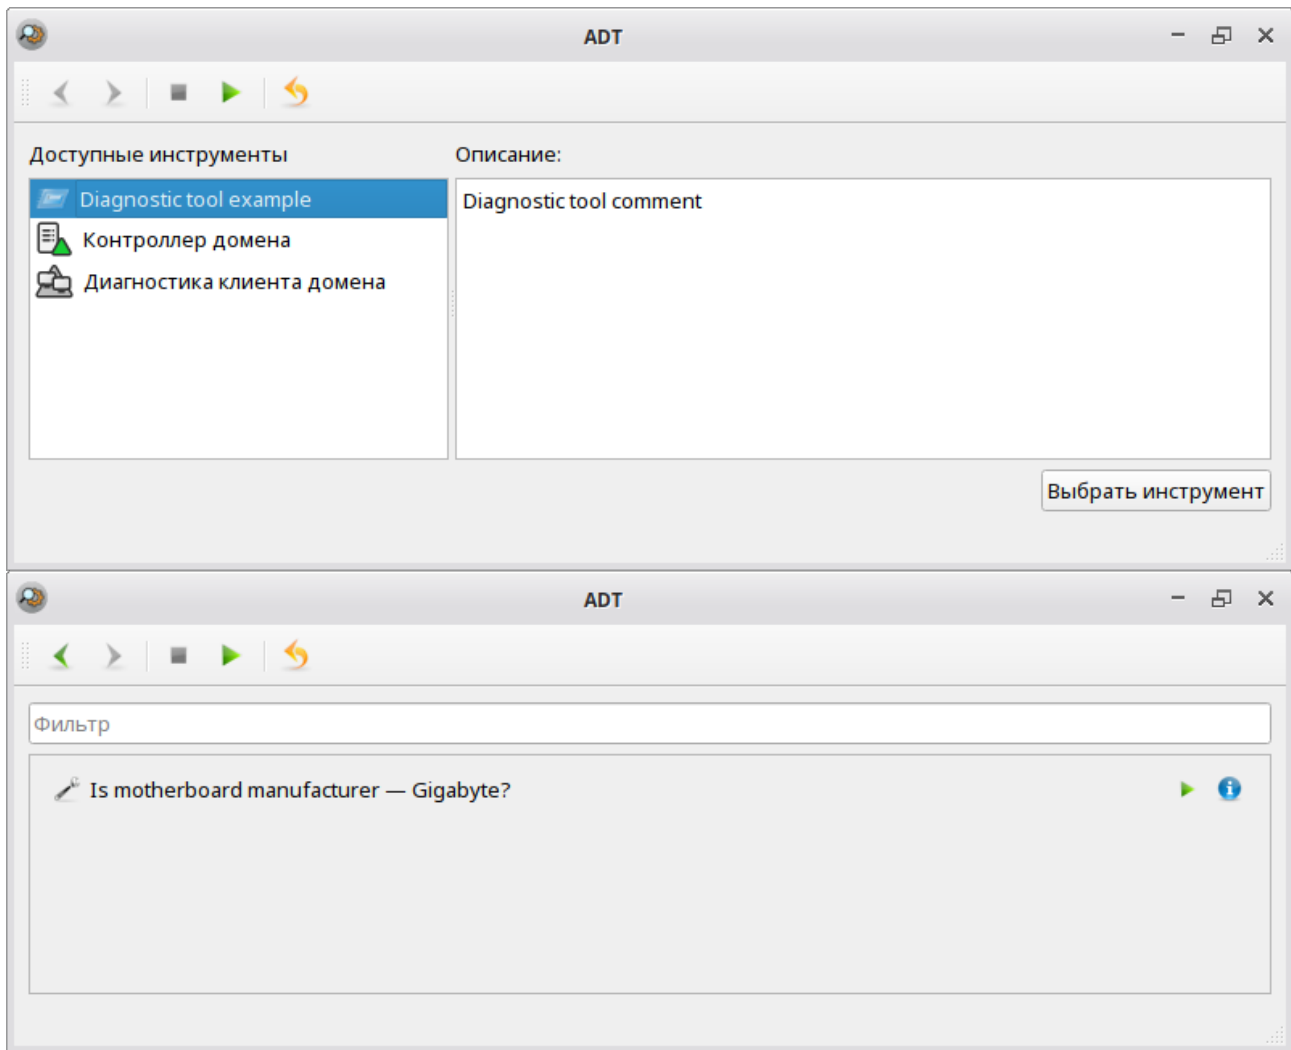 ADT
Доступные инструменты
Описание:
Diagnostic tool example
Diagnostic tool comment
Контроллер домена
Диагностика клиента домена
Выбрать инструмент
ADT
Фильтр
Is motherboard manufacturer — Gigabyte?